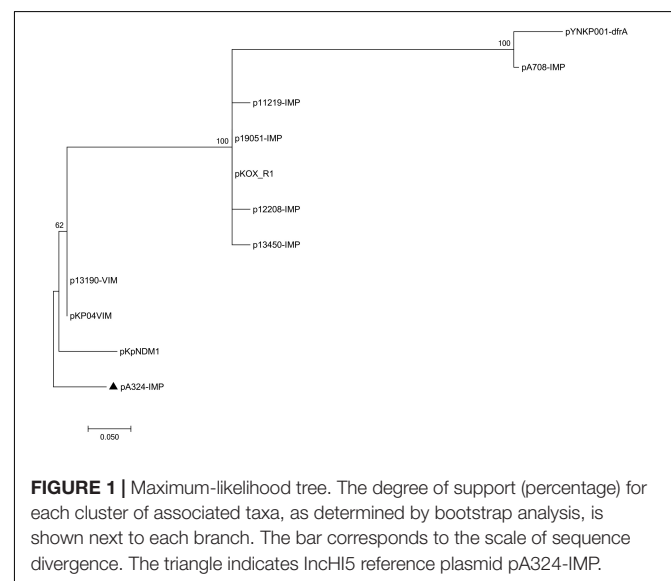 pYNKP001-dfrA
100
pA708-IMP
p11219-IMP
100
p19051-IMP
pKOX_R1
p12208-IMP
p13450-IMP
62
p13190-VIM
pKP04VIM
pKpNDM1
pA324-IMP
0.050
FIGURE 1 | Maximum-likelihood tree. The degree of support (percentage) for
each cluster of associated taxa, as determined by bootstrap analysis, is
shown next to each branch. The bar corresponds to the scale of sequence
divergence. The triangle indicates IncHI5 reference plasmid pA324-IMP.